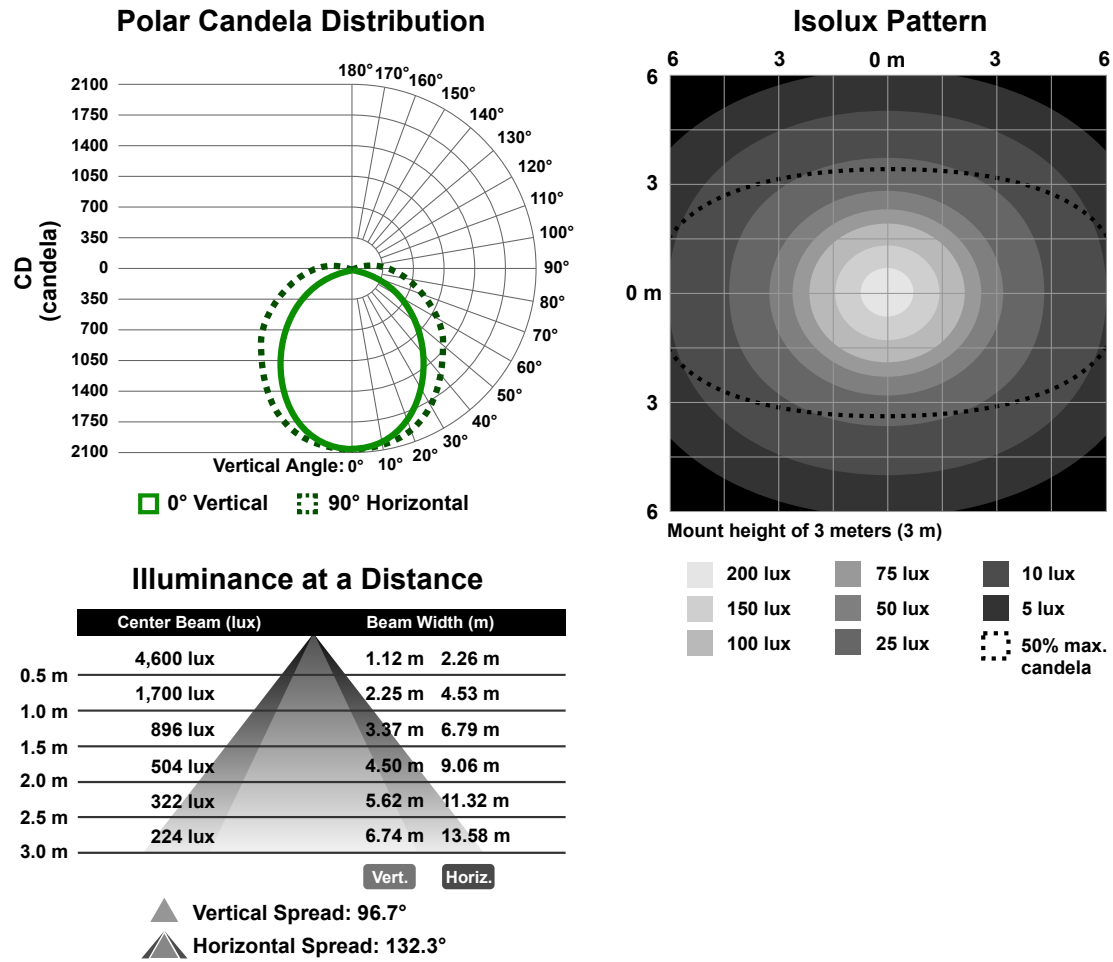 Polar Candela Distribution
180° 170° 160° 150° 140° 130° 120° 110° 100° 90° 80° 70° 60° 50° 40° 30° 20° 10°
2100
1750
1400
1050
700
350
0
350
700
1050
1400
1750
2100
CD
(candela)
Vertical Angle: 0°
0° Vertical 90° Horizontal
Isolux Pattern
6 3 0 m 3 6
6
3
0 m
3
6
Mount height of 3 meters (3 m)
200 lux 75 lux 10 lux
150 lux 50 lux 5 lux
100 lux 25 lux 50% max.
candela
Illuminance at a Distance
Center Beam (lux) Beam Width (m)
4,600 lux 1.12 m 2.26 m
0.5 m
1,700 lux 2.25 m 4.53 m
1.0 m
896 lux 3.37 m 6.79 m
1.5 m
504 lux 4.50 m 9.06 m
2.0 m
322 lux 5.62 m 11.32 m
2.5 m
224 lux 6.74 m 13.58 m
3.0 m
Vert. Horiz.
Vertical Spread: 96.7°
Horizontal Spread: 132.3°